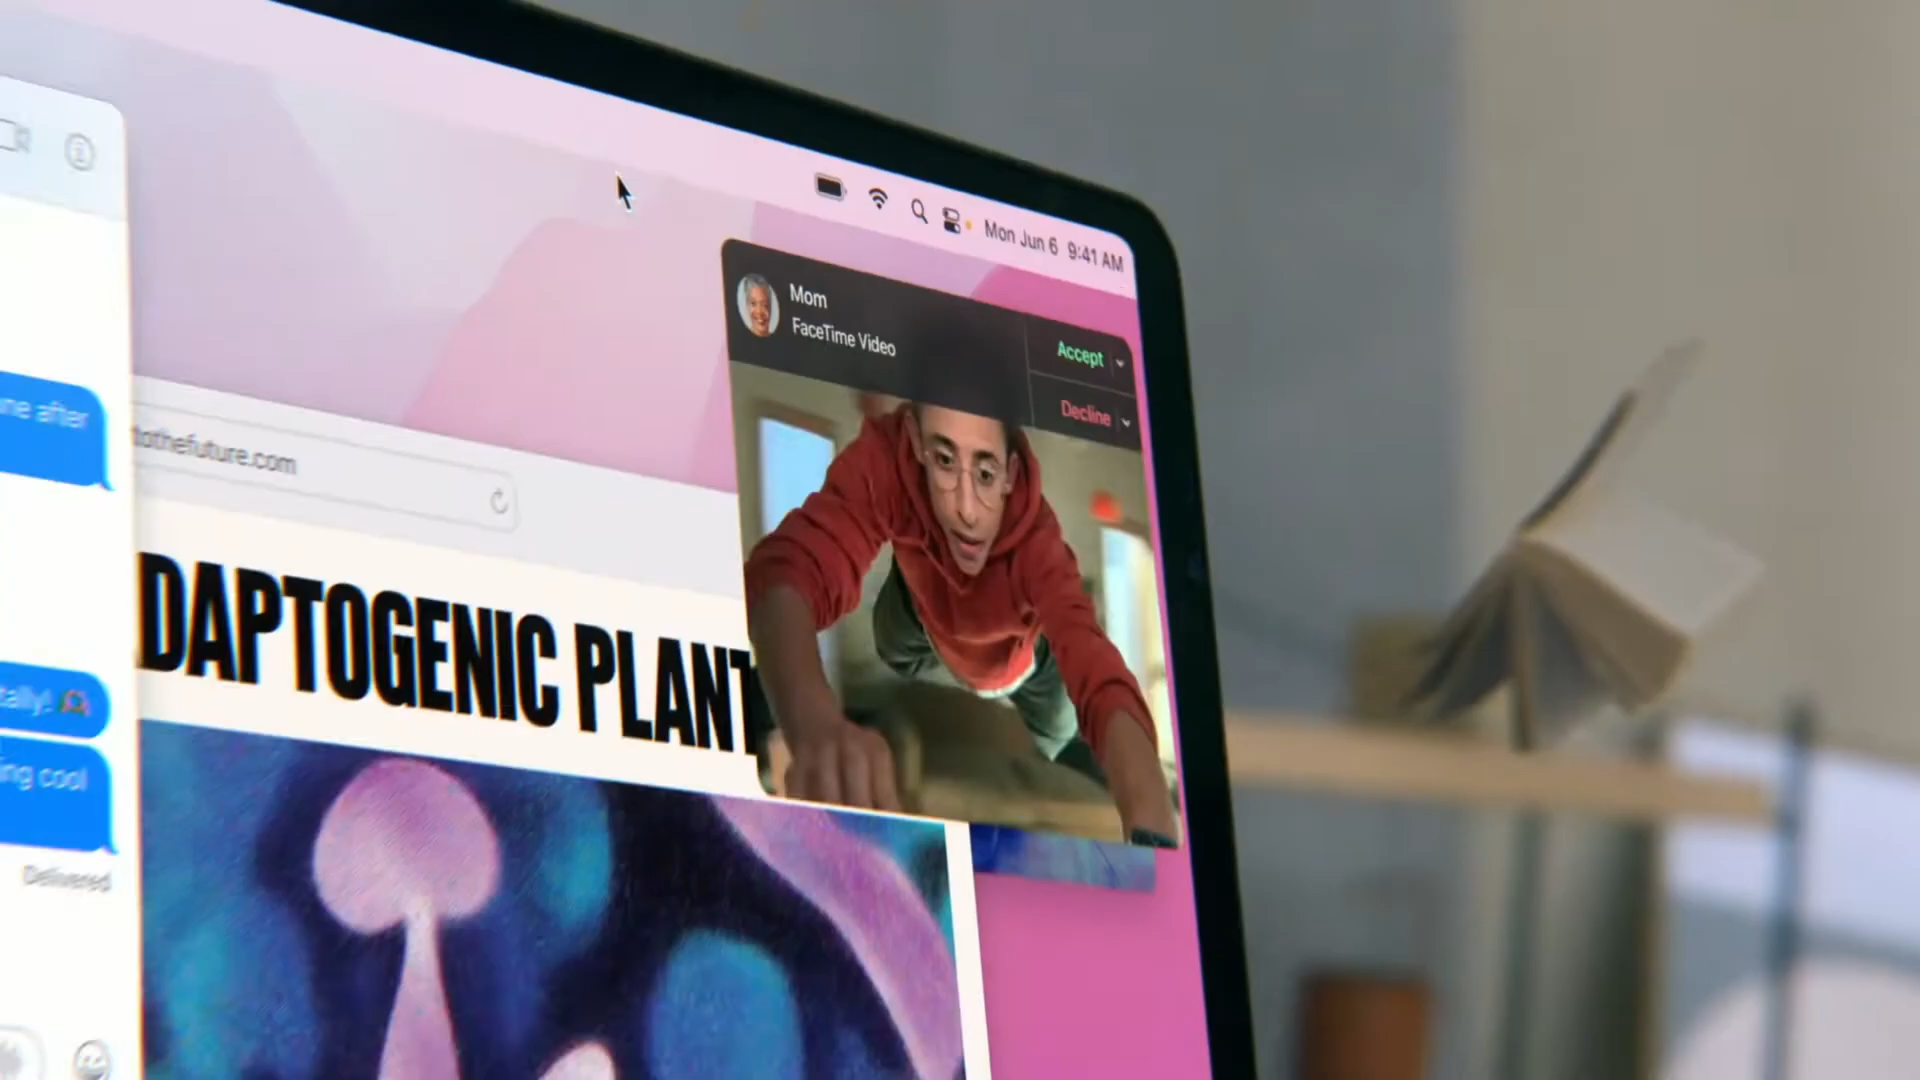 Mon Jun 6 9:41 AM
Mom
FaceTime Video
Accept
Decline
ne after
tothefuture.com
DAPTOGENIC PLANT
tally!
ing cool
Delivered